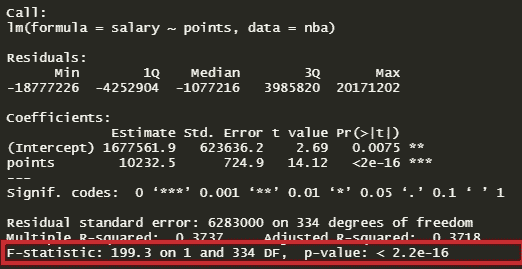 Call:
lm(formula = salary ~ points, data = nba)
Residuals:
Min 1Q Median 3Q Max
-18777226 -4252904 -1077216 3985820 20171202
Coefficients:
Estimate Std. Error t value Pr(>|t|)
(Intercept) 1677561.9 623636.2 2.69 0.0075 **
points 10232.5 724.9 14.12 <2e-16 ***
---
Signif. codes: 0 ‘***’ 0.001 ‘**’ 0.01 ‘*’ 0.05 ‘.’ 0.1 ‘ ’ 1
Residual standard error: 6283000 on 334 degrees of freedom
Multiple R-squared: 0.3737, Adjusted R-squared: 0.3718
F-statistic: 199.3 on 1 and 334 DF, p-value: < 2.2e-16